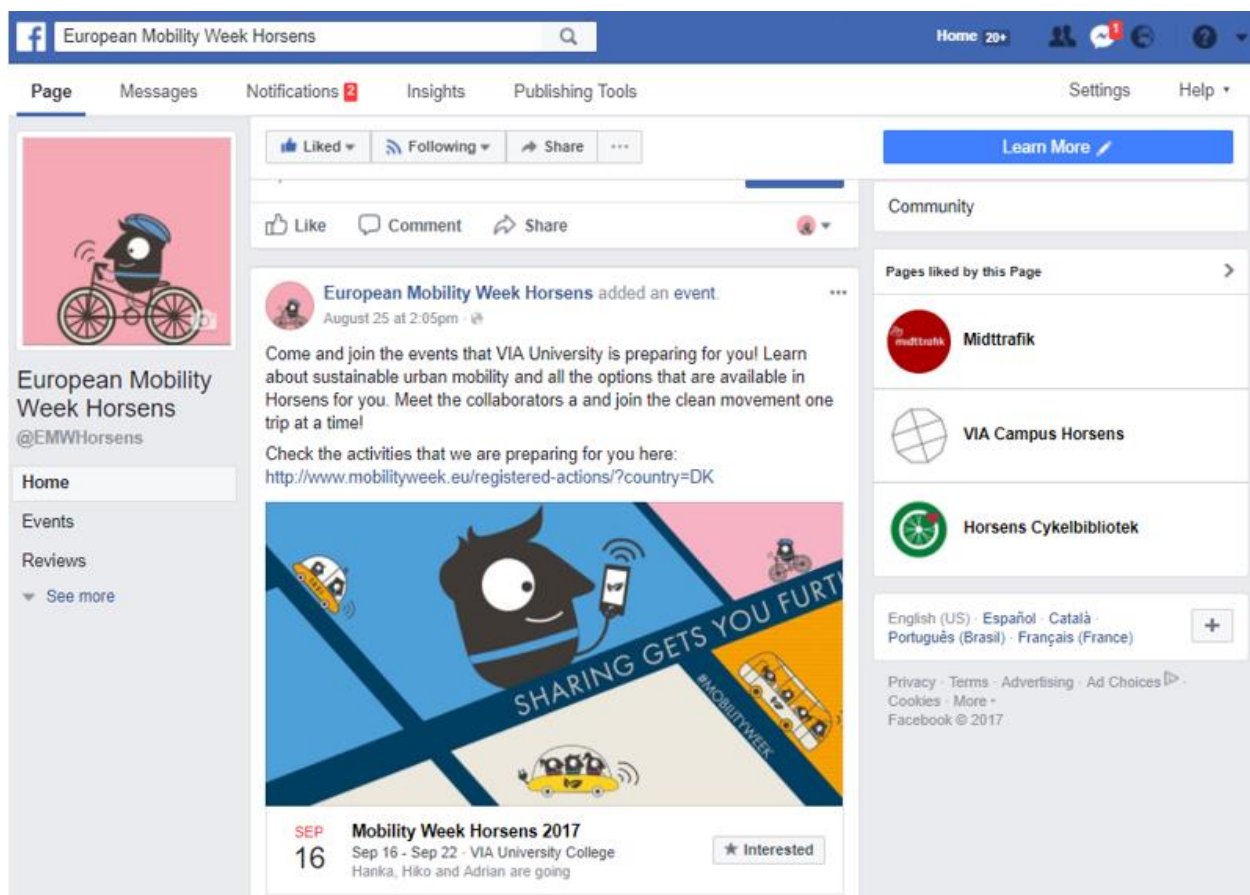 European Mobility Week Horsens
Home 20+
1
Page Messages Notifications 2 Insights Publishing Tools Settings Help
Liked Following Share ...
Learn More
European Mobility
Week Horsens
@EMWHorsens
Home
Events
Reviews
See more
Like Comment Share
European Mobility Week Horsens added an event.
August 25 at 2:05pm ·
Come and join the events that VIA University is preparing for you! Learn
about sustainable urban mobility and all the options that are available in
Horsens for you. Meet the collaborators a and join the clean movement one
trip at a time!
Check the activities that we are preparing for you here:
http://www.mobilityweek.eu/registered-actions/?country=DK
TAXI
SHARING GETS YOU FURTH
#MOBILITYWEEK
SEP
16
Mobility Week Horsens 2017
Sep 16 - Sep 22 · VIA University College
Hanka, Hiko and Adrian are going
Interested
Community
Pages liked by this Page
midttrafik
Midttrafik
VIA Campus Horsens
Horsens Cykelbibliotek
English (US) · Español · Català ·
Português (Brasil) · Français (France)
Privacy · Terms · Advertising · Ad Choices ·
Cookies · More
Facebook © 2017